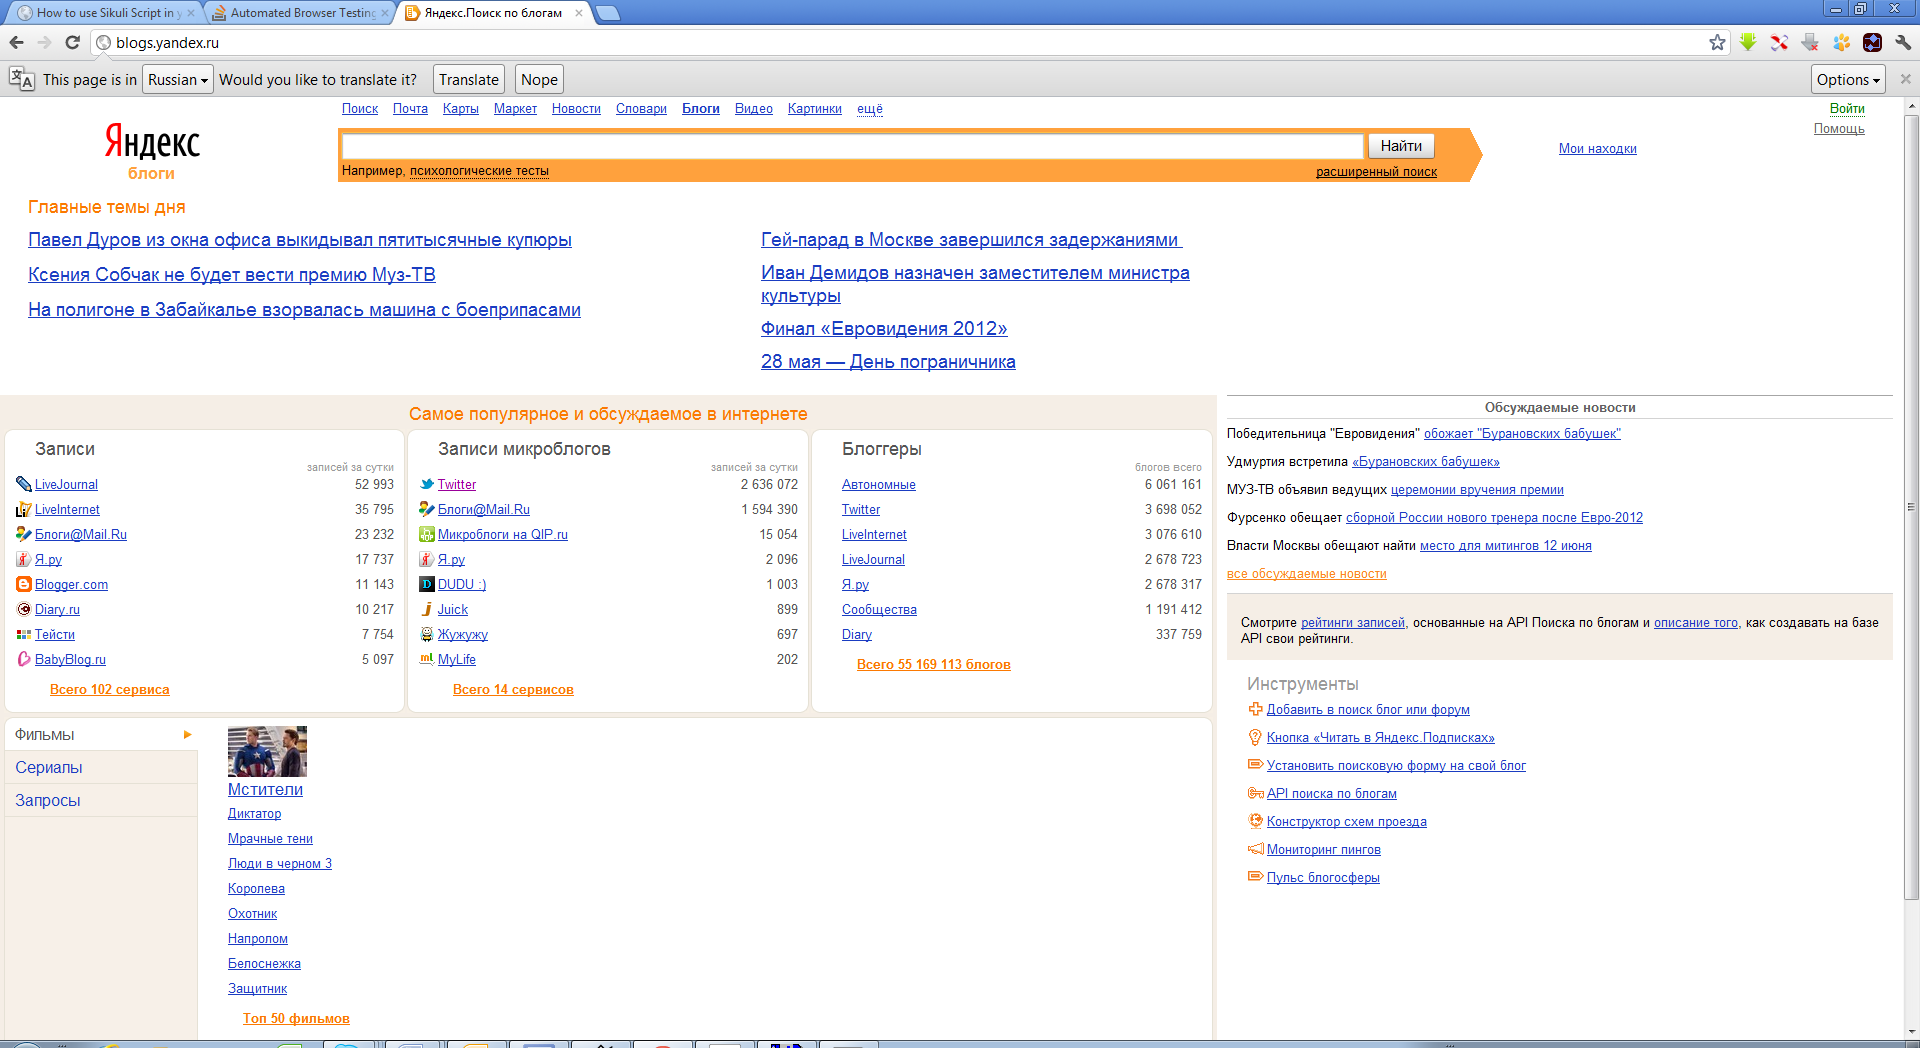 How to use Sikuli Script in y
Automated Browser Testing
Яндекс.Поиск по блогам
blogs.yandex.ru
This page is in Russian Would you like to translate it? Translate Nope Options
Поиск Почта Карты Маркет Новости Словари Блоги Видео Картинки ещё
Войти
Помощь
Яндекс
блоги
Найти
Мои находки
Например, психологические тесты
расширенный поиск
Главные темы дня
Павел Дуров из окна офиса выкидывал пятитысячные купюры
Ксения Собчак не будет вести премию Муз-ТВ
На полигоне в Забайкалье взорвалась машина с боеприпасами
Гей-парад в Москве завершился задержаниями
Иван Демидов назначен заместителем министра
культуры
Финал «Евровидения 2012»
28 мая — День пограничника
Самое популярное и обсуждаемое в интернете
Записи
записей за сутки
LiveJournal 52 993
LiveInternet 35 795
Блоги@Mail.Ru 23 232
Я.ру 17 737
Blogger.com 11 143
Diary.ru 10 217
Тейсти 7 754
BabyBlog.ru 5 097
Всего 102 сервиса
Записи микроблогов
записей за сутки
Twitter 2 636 072
Блоги@Mail.Ru 1 594 390
Микроблоги на QIP.ru 15 054
Я.ру 2 096
DUDU :) 1 003
Juick 899
Жужужу 697
MyLife 202
Всего 14 сервисов
Блоггеры
блогов всего
Автономные 6 061 161
Twitter 3 698 052
LiveInternet 3 076 610
LiveJournal 2 678 723
Я.ру 2 678 317
Сообщества 1 191 412
Diary 337 759
Всего 55 169 113 блогов
Обсуждаемые новости
Победительница "Евровидения" обожает "Бурановских бабушек"
Удмуртия встретила «Бурановских бабушек»
МУЗ-ТВ объявил ведущих церемонии вручения премии
Фурсенко обещает сборной России нового тренера после Евро-2012
Власти Москвы обещают найти место для митингов 12 июня
все обсуждаемые новости
Смотрите рейтинги записей, основанные на API Поиска по блогам и описание того, как создавать на базе
API свои рейтинги.
Инструменты
Добавить в поиск блог или форум
Кнопка «Читать в Яндекс.Подписках»
Установить поисковую форму на свой блог
API поиска по блогам
Конструктор схем проезда
Мониторинг пингов
Пульс блогосферы
Фильмы
Сериалы
Запросы
Мстители
Диктатор
Мрачные тени
Люди в черном 3
Королева
Охотник
Напролом
Белоснежка
Защитник
Топ 50 фильмов